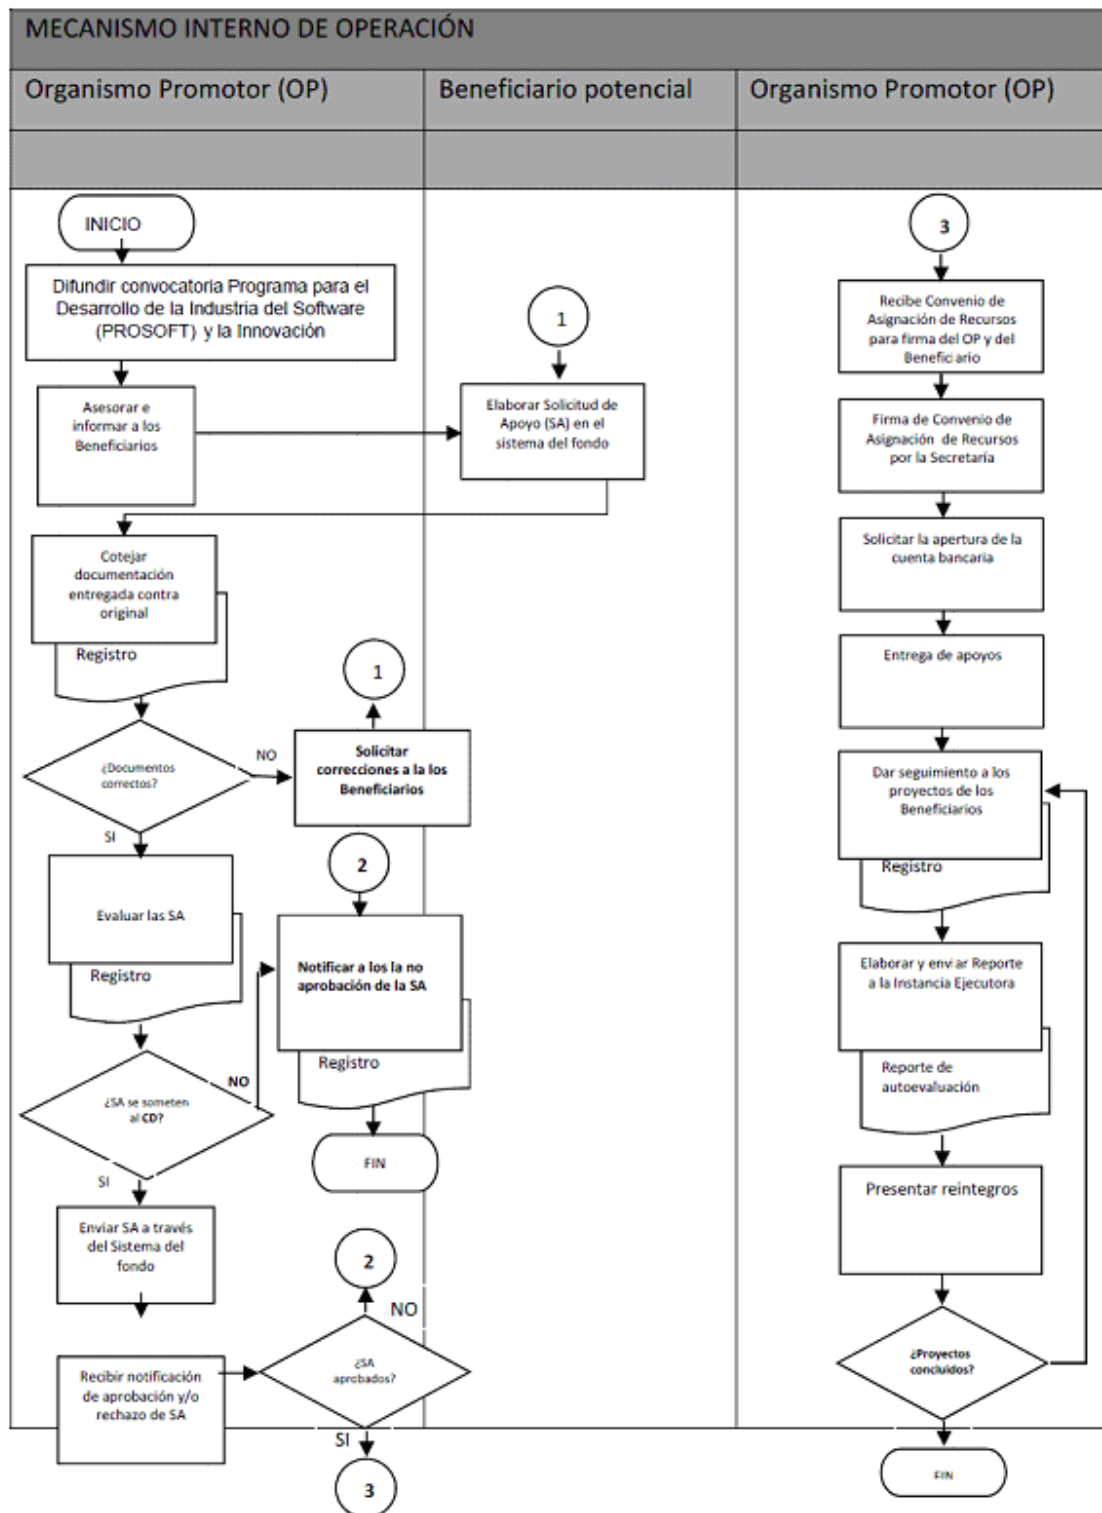 MECANISMO INTERNO DE OPERACIÓN
Organismo Promotor (OP)
Beneficiario potencial
Organismo Promotor (OP)
INICIO
Difundir convocatoria Programa para el
Desarrollo de la Industria del Software
(PROSOFT) y la Innovación
Asesorar e
informar a los
Beneficiarios
1
Elaborar Solicitud de
Apoyo (SA) en el
sistema del fondo
Cotejar
documentación
entregada contra
original
Registro
¿Documentos
correctos?
NO
SI
1
Solicitar
correcciones a la los
Beneficiarios
Evaluar las SA
Registro
2
Notificar a los la no
aprobación de la SA
Registro
FIN
¿SA se someten
al CD?
NO
SI
Enviar SA a través
del Sistema del
fondo
Recibir notificación
de aprobación y/o
rechazo de SA
2
NO
¿SA
aprobados?
SI
3
3
Recibe Convenio de
Asignación de Recursos
para firma del OP y del
Beneficiario
Firma de Convenio de
Asignación de Recursos
por la Secretaría
Solicitar la apertura de la
cuenta bancaria
Entrega de apoyos
Dar seguimiento a los
proyectos de los
Beneficiarios
Registro
Elaborar y enviar Reporte
a la Instancia Ejecutora
Reporte de
autoevaluación
Presentar reintegros
¿Proyectos
concluidos?
FIN